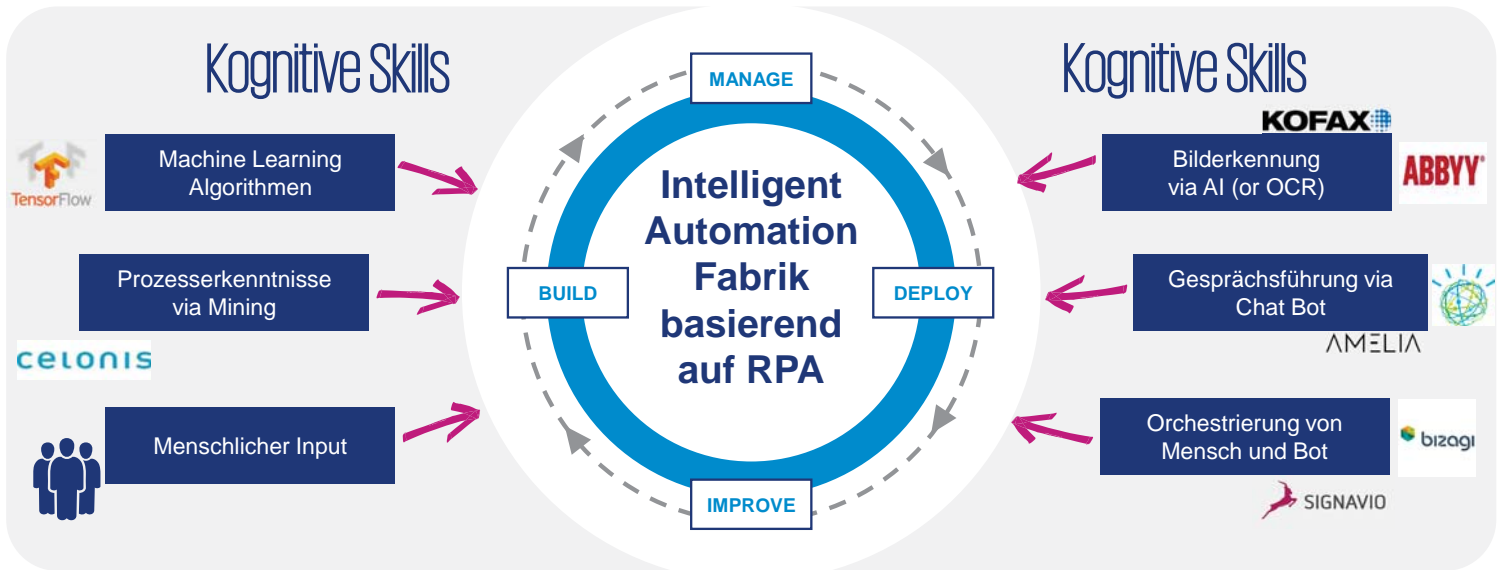 Kognitive Skills
TensorFlow
Machine Learning
Algorithmen
Prozesserkenntnisse
via Mining
celonis
Menschlicher Input
MANAGE
BUILD
Intelligent
Automation
Fabrik
basierend
auf RPA
DEPLOY
IMPROVE
Kognitive Skills
KOFAX
Bilderkennung
via AI (or OCR)
ABBYY
Gesprächsführung via
Chat Bot
AMELIA
Orchestrierung von
Mensch und Bot
bizagi
SIGNAVIO